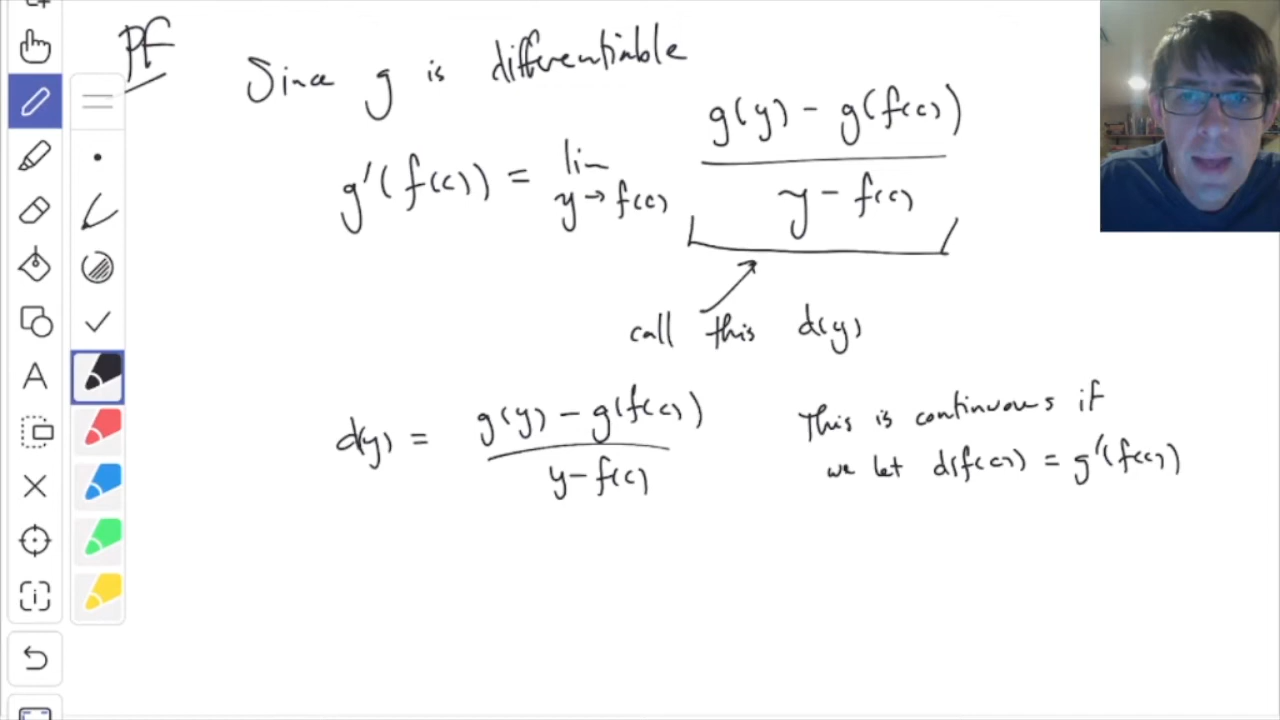 Pf
Since g is differentiable
g'(f(c)) = lim y→f(c) g(y) - g(f(c)) / y - f(c)
call this d(y)
d(y) = g(y) - g(f(c)) / y - f(c)
This is continuous if
we let d(f(c)) = g'(f(c))